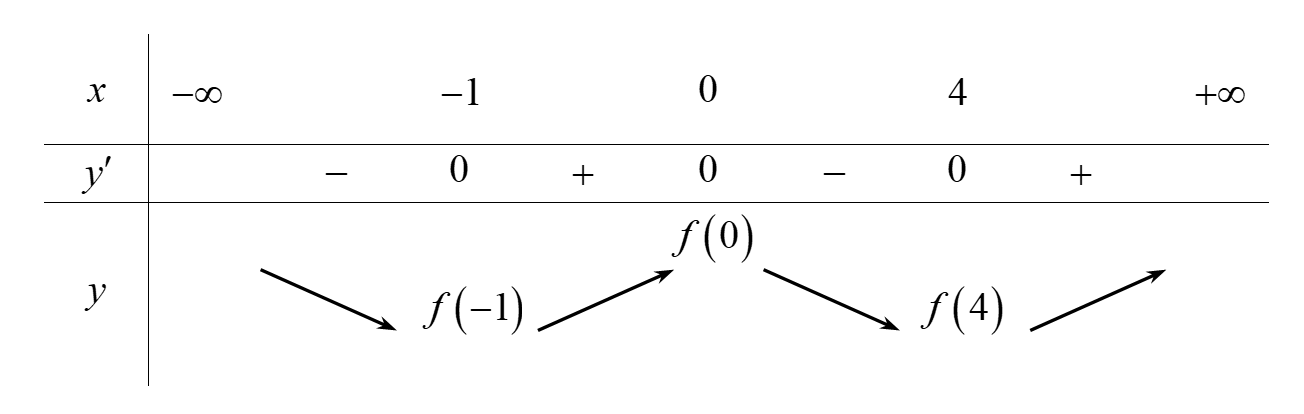 x −∞ −1 0 4 +∞
y′ − 0 + 0 − 0 +
f(0)
y f(−1) f(4)